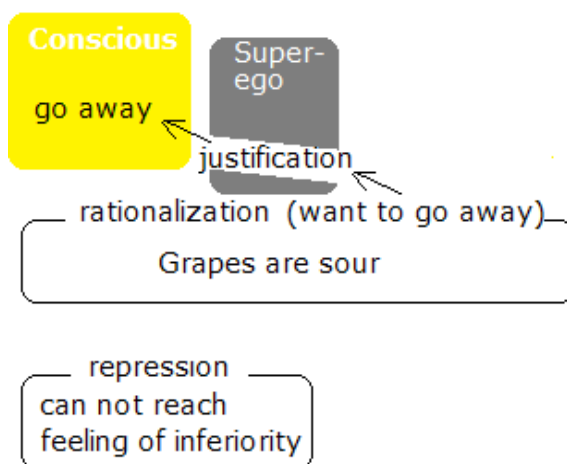 Conscious
Super-
ego
go away
justification
rationalization (want to go away)
Grapes are sour
repression
can not reach
feeling of inferiority